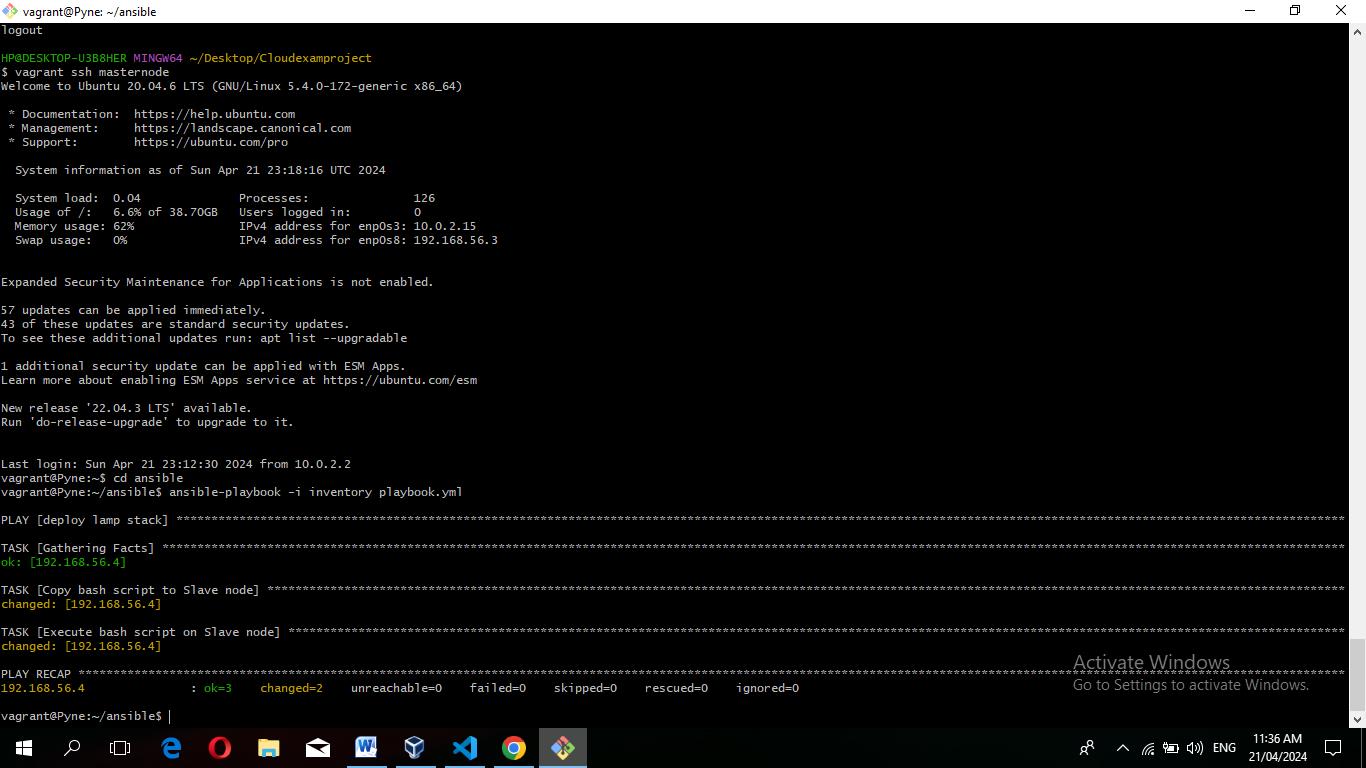 vagrant@Pyne: ~/ansible
logout
HP@DESKTOP-U3B8HER MINGW64 ~/Desktop/Cloudexamproject
$ vagrant ssh masternode
Welcome to Ubuntu 20.04.6 LTS (GNU/Linux 5.4.0-172-generic x86_64)
* Documentation:  https://help.ubuntu.com
* Management:     https://landscape.canonical.com
* Support:        https://ubuntu.com/pro
System information as of Sun Apr 21 23:18:16 UTC 2024
System load:  0.04              Processes:               126
Usage of /:   6.6% of 38.70GB   Users logged in:         0
Memory usage: 62%               IPv4 address for enp0s3: 10.0.2.15
Swap usage:   0%                IPv4 address for enp0s8: 192.168.56.3
Expanded Security Maintenance for Applications is not enabled.
57 updates can be applied immediately.
43 of these updates are standard security updates.
To see these additional updates run: apt list --upgradable
1 additional security update can be applied with ESM Apps.
Learn more about enabling ESM Apps service at https://ubuntu.com/esm
New release '22.04.3 LTS' available.
Run 'do-release-upgrade' to upgrade to it.
Last login: Sun Apr 21 23:12:30 2024 from 10.0.2.2
vagrant@Pyne:~$ cd ansible
vagrant@Pyne:~/ansible$ ansible-playbook -i inventory playbook.yml
PLAY [deploy lamp stack] ***********************************************************************************************************************************************************************
TASK [Gathering Facts] *************************************************************************************************************************************************************************
ok: [192.168.56.4]
TASK [Copy bash script to Slave node] **********************************************************************************************************************************************************
changed: [192.168.56.4]
TASK [Execute bash script on Slave node] *******************************************************************************************************************************************************
changed: [192.168.56.4]
PLAY RECAP *************************************************************************************************************************************************************************************
192.168.56.4               : ok=3    changed=2    unreachable=0    failed=0    skipped=0    rescued=0    ignored=0
vagrant@Pyne:~/ansible$
Activate Windows
Go to Settings to activate Windows.
ENG
11:36 AM
21/04/2024